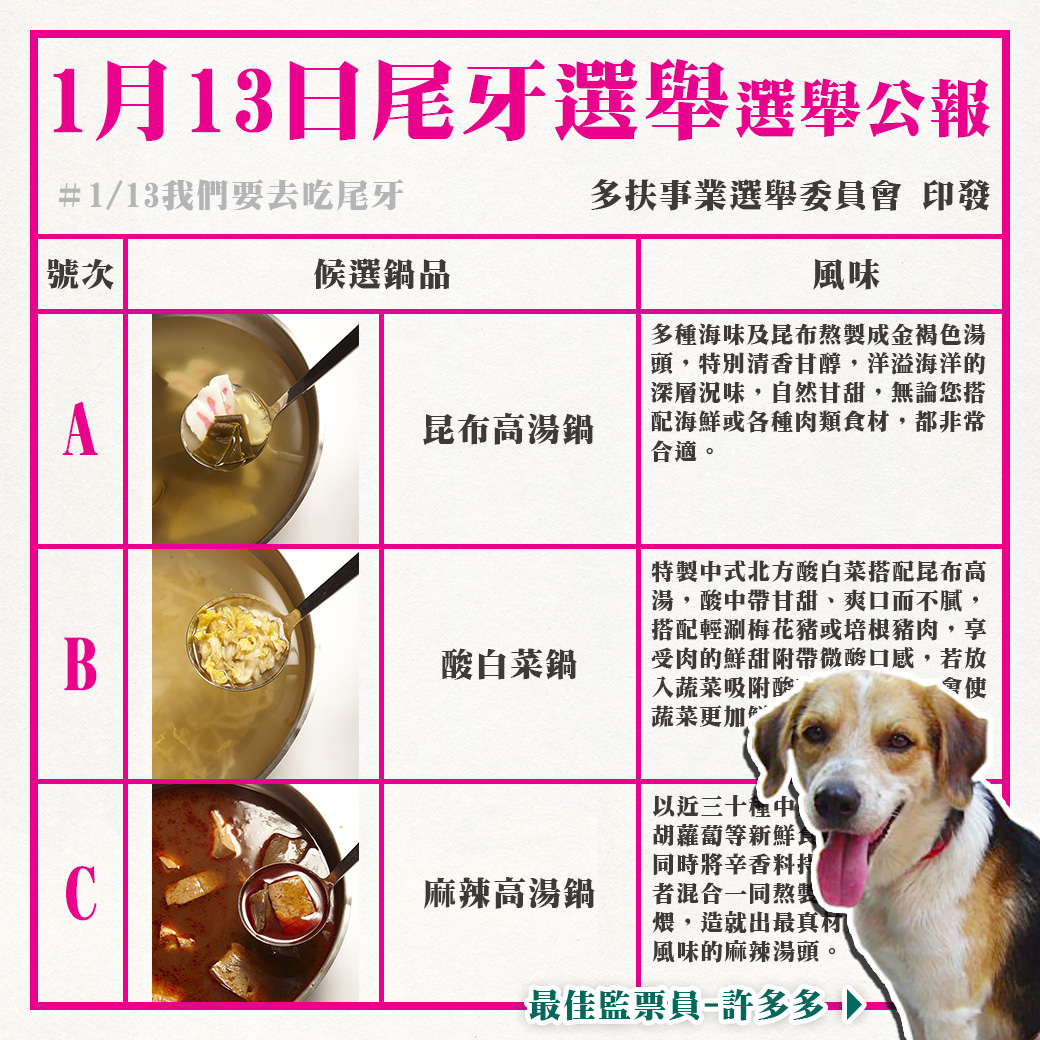 1月13日尾牙選舉選舉公報
#1/13我們要去吃尾牙
多扶事業選舉委員會 印發
號次
候選鍋品
風味
A
昆布高湯鍋
多種海味及昆布熬製成金褐色湯
頭，特別清香甘醇，洋溢海洋的
深層況味，自然甘甜，無論您搭
配海鮮或各種肉類食材，都非常
合適。
B
酸白菜鍋
特製中式北方酸白菜搭配昆布高
湯，酸中帶甘甜、爽口而不膩，
搭配輕涮梅花豬或培根豬肉，享
受肉的鮮甜附帶微酸口感，若放
入蔬菜吸附酸 會使
蔬菜更加
C
麻辣高湯鍋
以近三十種中
胡蘿蔔等新鮮食
同時將辛香料
者混合一同熬製
煨，造就出最真材
風味的麻辣湯頭。
最佳監票員-許多多